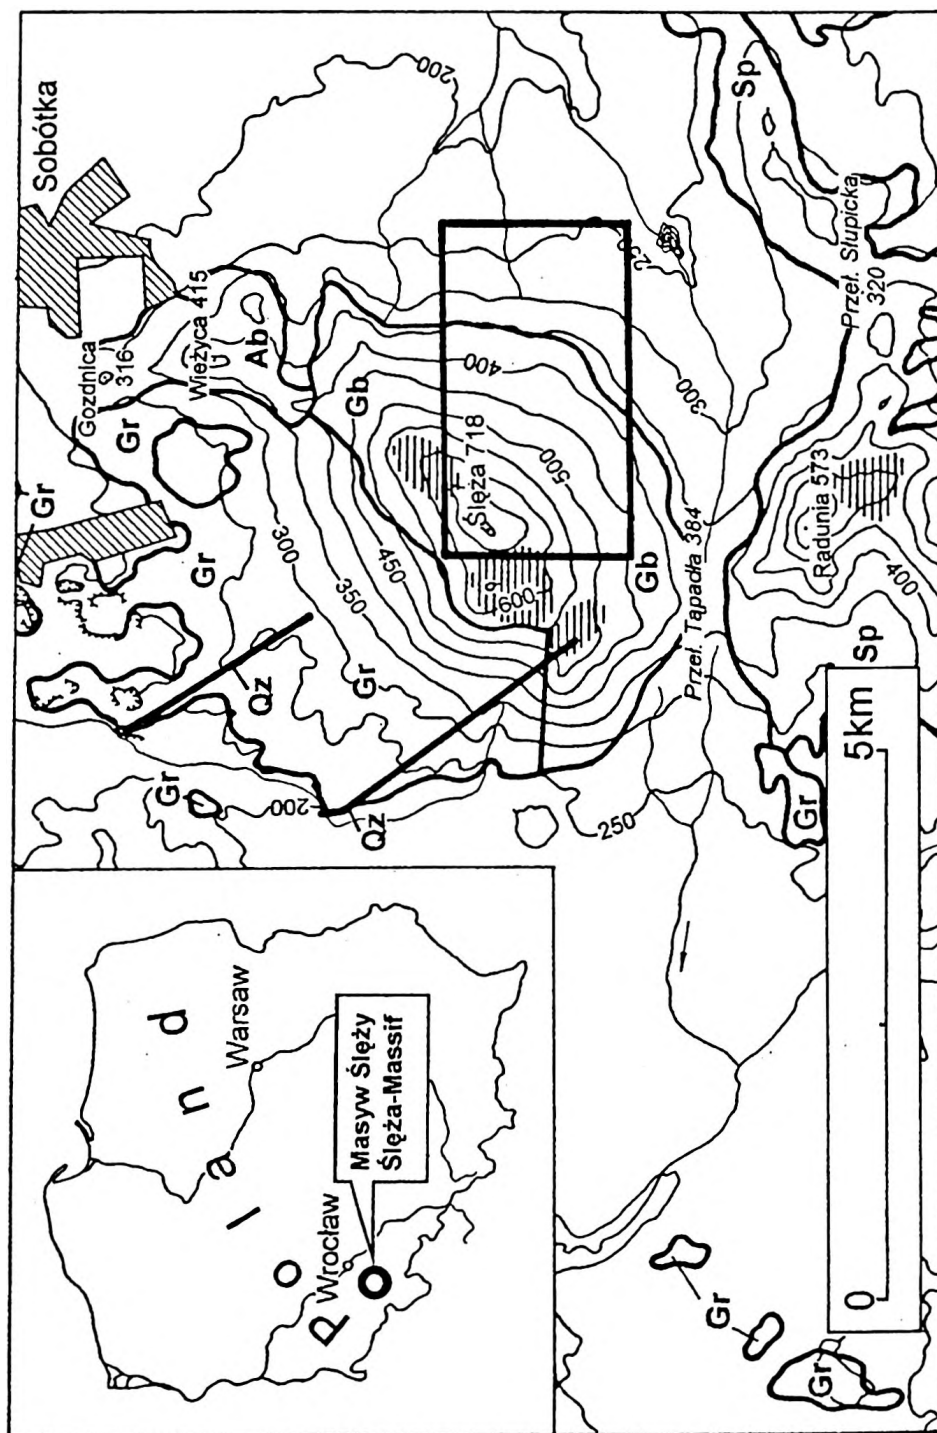 Sobótka
200
Sp
Gozdnica
316
Wieżyca 415
Ab
Gr
Gr
Gr
Gb
400
Ślęża 718
500
300
350
450
600
Gb
Przeł. Tąpadła 384
300
Przeł. Słupicka
320
Radunia 573
400
Sp
Qz
Gr
Gr
200
Qz
250
Gr
Poland
Warsaw
Wrocław
Masyw Ślęży
Ślęża-Massif
Gr
Gr
0
5km